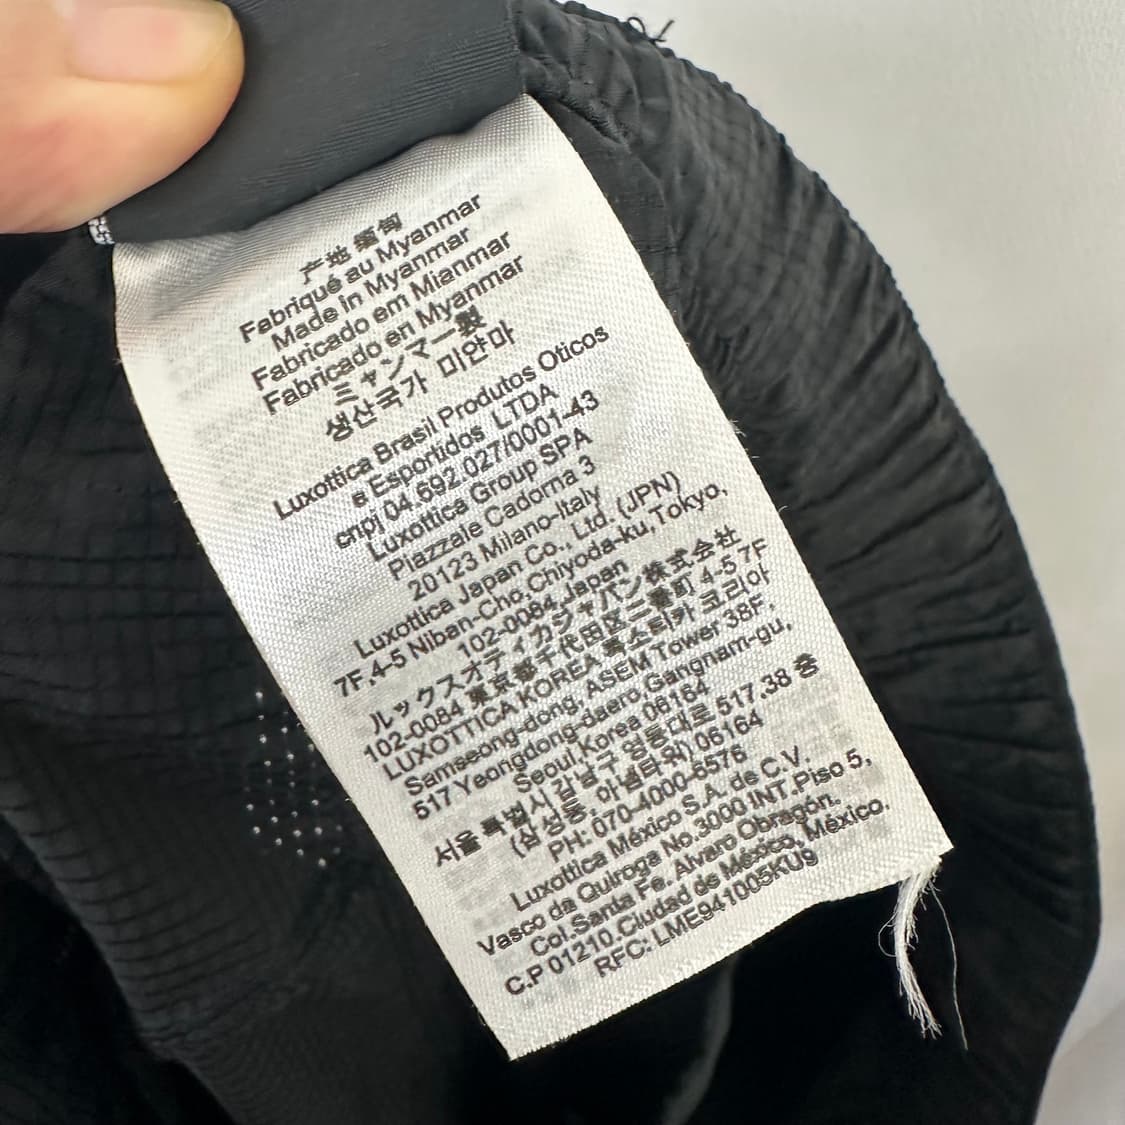 产地 缅甸
Fabriqué au Myanmar
Made in Myanmar
Fabricado em Mianmar
Fabricado en Myanmar
ミャンマー製
생산국가 미얀마
Luxottica Brasil Produtos Oticos
e Esportidos LTDA
cnpj 04.692.027/0001-43
Luxottica Group SPA
Piazzale Cadorna 3
20123 Milano-Italy
Luxottica Japan Co., Ltd. (JPN)
7F,4-5 Niban-Cho,Chiyoda-ku,Tokyo,
102-0084,Japan
ルックスオティカジャパン株式会社
102-0084 東京都千代田区二番町 4-5 7F
LUXOTTICA KOREA 룩소티카 코리아
Samseong-dong, ASEM Tower 38F,
517 Yeongdong-daero,Gangnam-gu,
Seoul,Korea 06164
서울 특별시 강남구 영동대로 517,38 층
(삼성동, 아셈타워) 06164
PH: 070-4000-6576
Luxottica México S.A. de C.V.
Vasco da Quiroga No.3000 INT.Piso 5,
Col.Santa Fe. Alvaro Obragón.
C.P 01210.Ciudad de México, México.
RFC: LME941005KU9